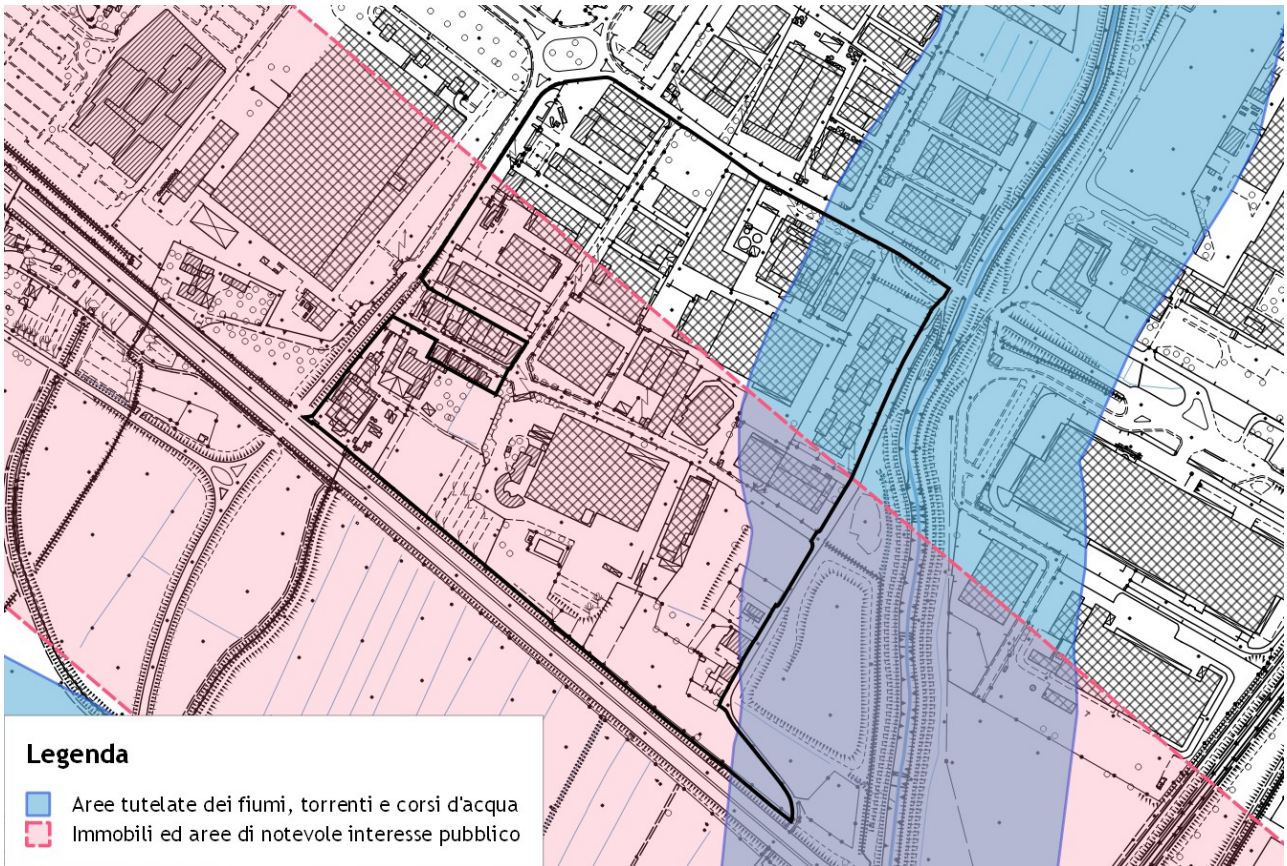 Legenda
Aree tutelate dei fiumi, torrenti e corsi d'acqua
Immobili ed aree di notevole interesse pubblico